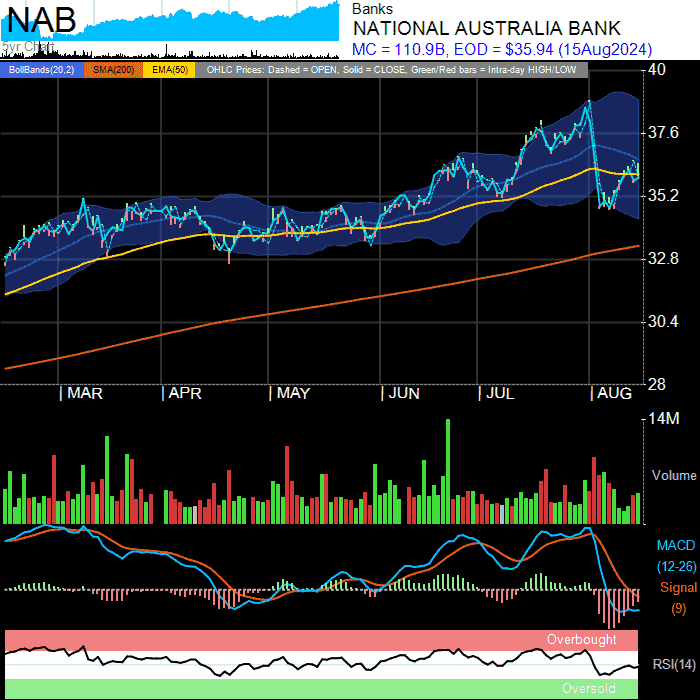 NAB
5yr Chart
Banks
NATIONAL AUSTRALIA BANK
MC = 110.9B, EOD = $35.94 (15Aug2024)
BollBands(20,2) SMA(200) EMA(50) OHLC Prices: Dashed = OPEN, Solid = CLOSE, Green/Red bars = Intra-day HIGH/LOW
40
37.6
35.2
32.8
30.4
28
MAR APR MAY JUN JUL AUG
14M
Volume
MACD
(12-26)
Signal
(9)
Overbought
RSI(14)
Oversold